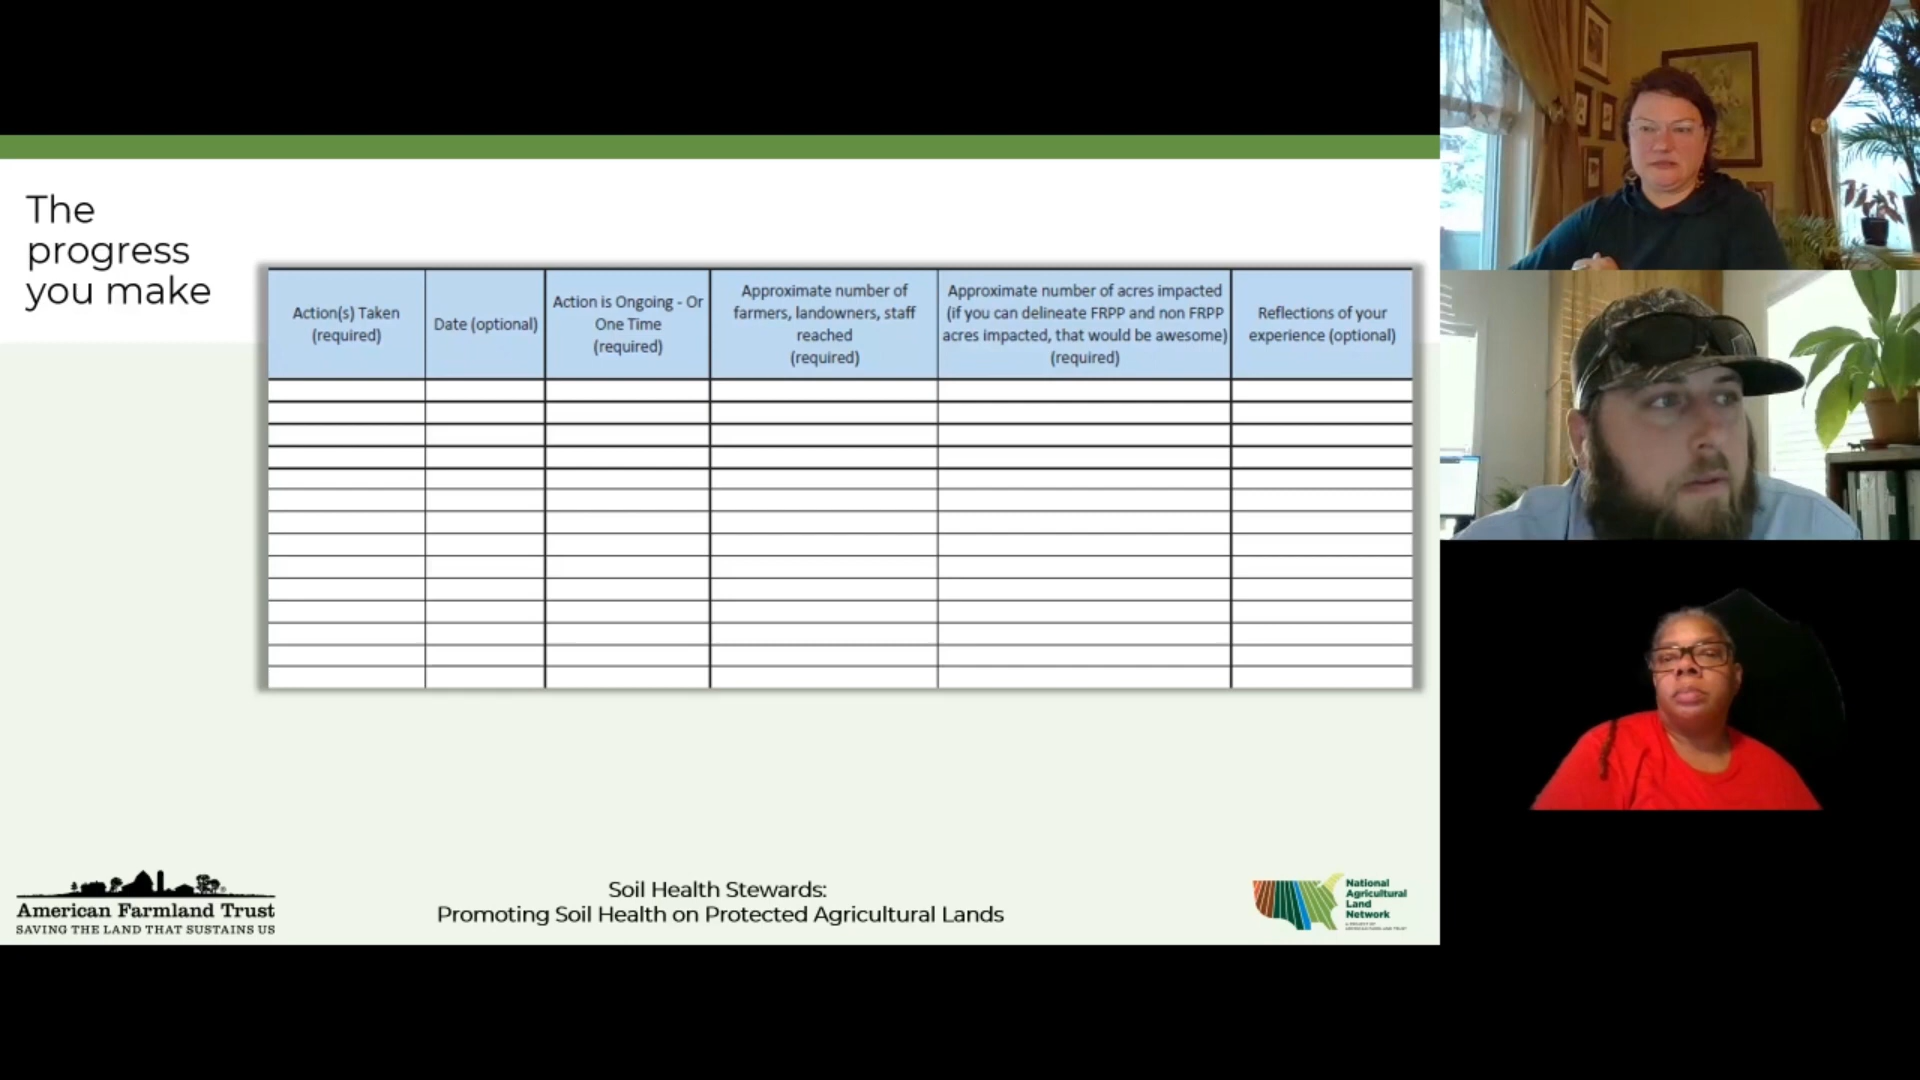 The
progress
you make
Action(s) Taken
(required)
Date (optional)
Action is Ongoing - Or
One Time
(required)
Approximate number of
farmers, landowners, staff
reached
(required)
Approximate number of acres impacted
(if you can delineate FRPP and non FRPP
acres impacted, that would be awesome)
(required)
Reflections of your
experience (optional)
American Farmland Trust
SAVING THE LAND THAT SUSTAINS US
Soil Health Stewards:
Promoting Soil Health on Protected Agricultural Lands
National
Agricultural
Land
Network